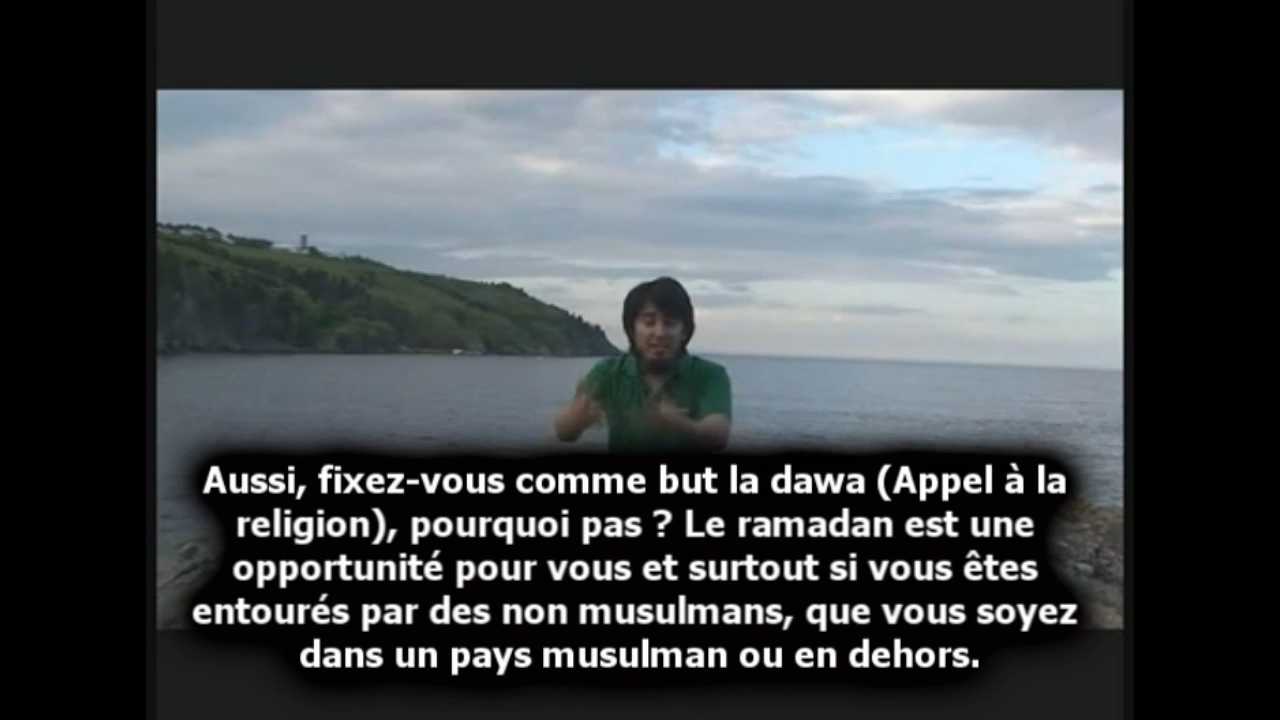 Aussi, fixez-vous comme but la dawa (Appel à la
religion), pourquoi pas ? Le ramadan est une
opportunité pour vous et surtout si vous êtes
entourés par des non musulmans, que vous soyez
dans un pays musulman ou en dehors.